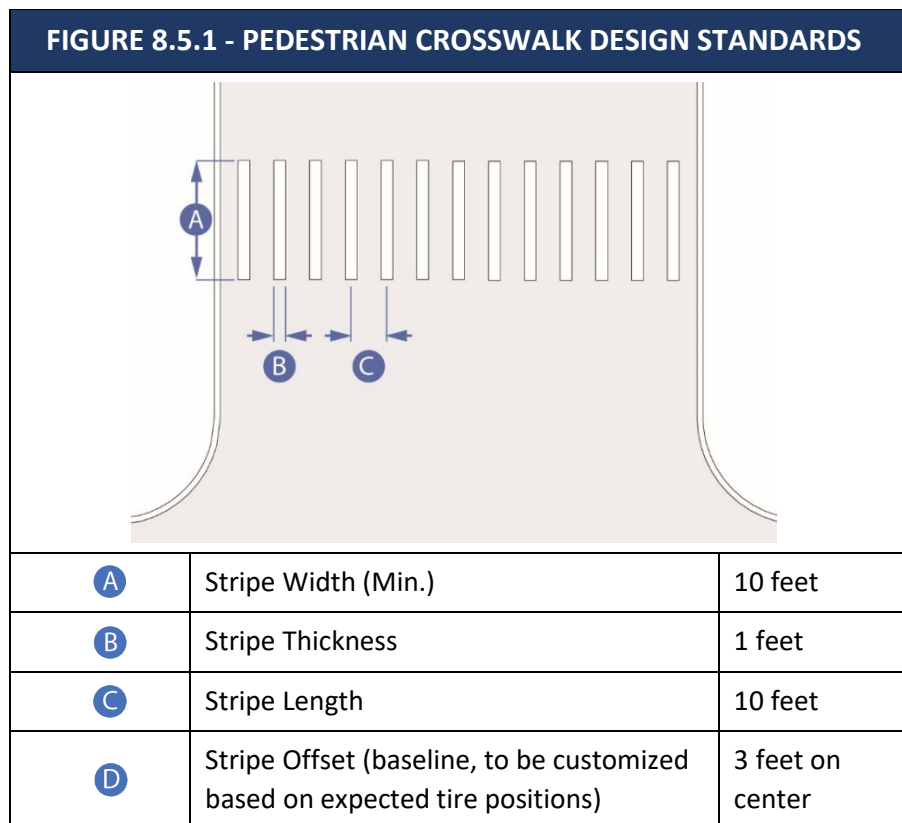 FIGURE 8.5.1 - PEDESTRIAN CROSSWALK DESIGN STANDARDS
A
B C
A Stripe Width (Min.) 10 feet
B Stripe Thickness 1 feet
C Stripe Length 10 feet
D Stripe Offset (baseline, to be customized based on expected tire positions) 3 feet on center